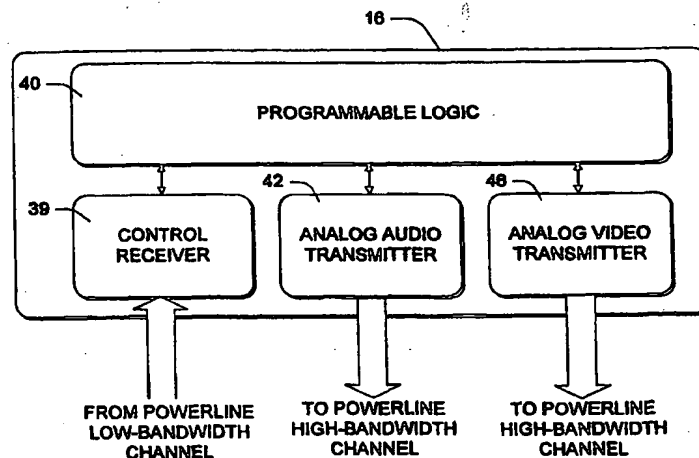 16
40
PROGRAMMABLE LOGIC
39
CONTROL
RECEIVER
42
ANALOG AUDIO
TRANSMITTER
48
ANALOG VIDEO
TRANSMITTER
FROM POWERLINE
LOW-BANDWIDTH
CHANNEL
TO POWERLINE
HIGH-BANDWIDTH
CHANNEL
TO POWERLINE
HIGH-BANDWIDTH
CHANNEL